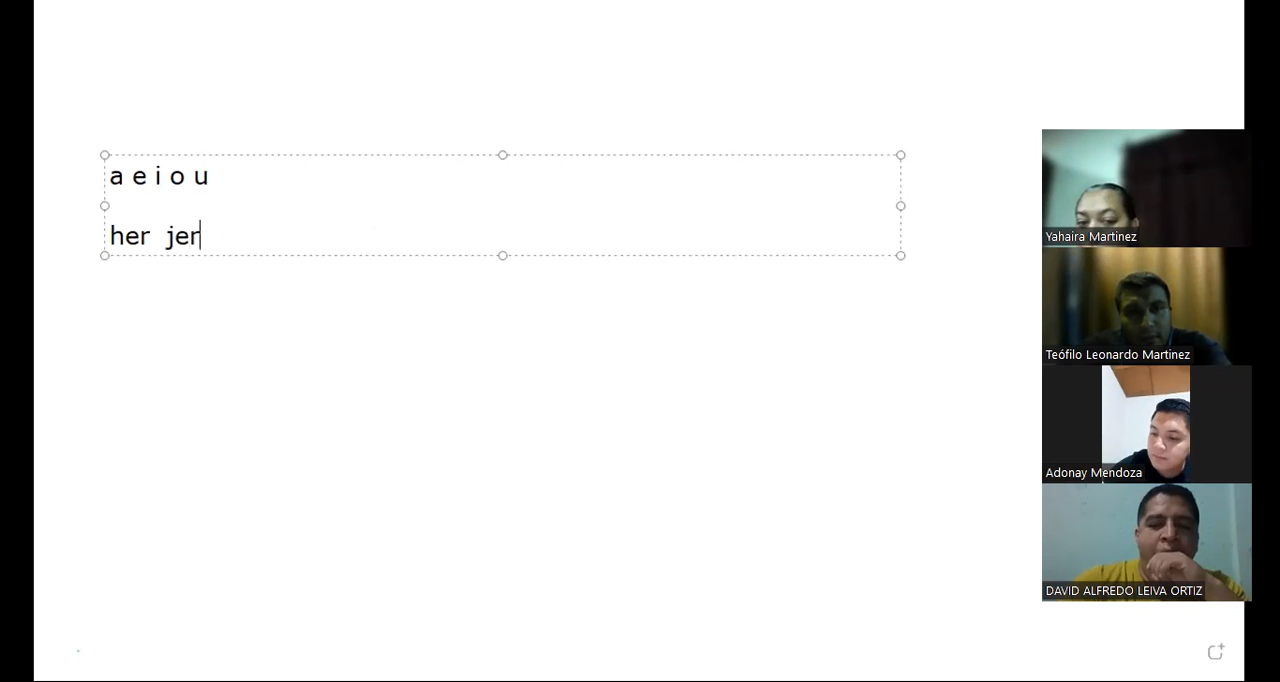 a e i o u
her jer
Yahaira Martinez
Teófilo Leonardo Martinez
Adonay Mendoza
DAVID ALFREDO LEIVA ORTIZ